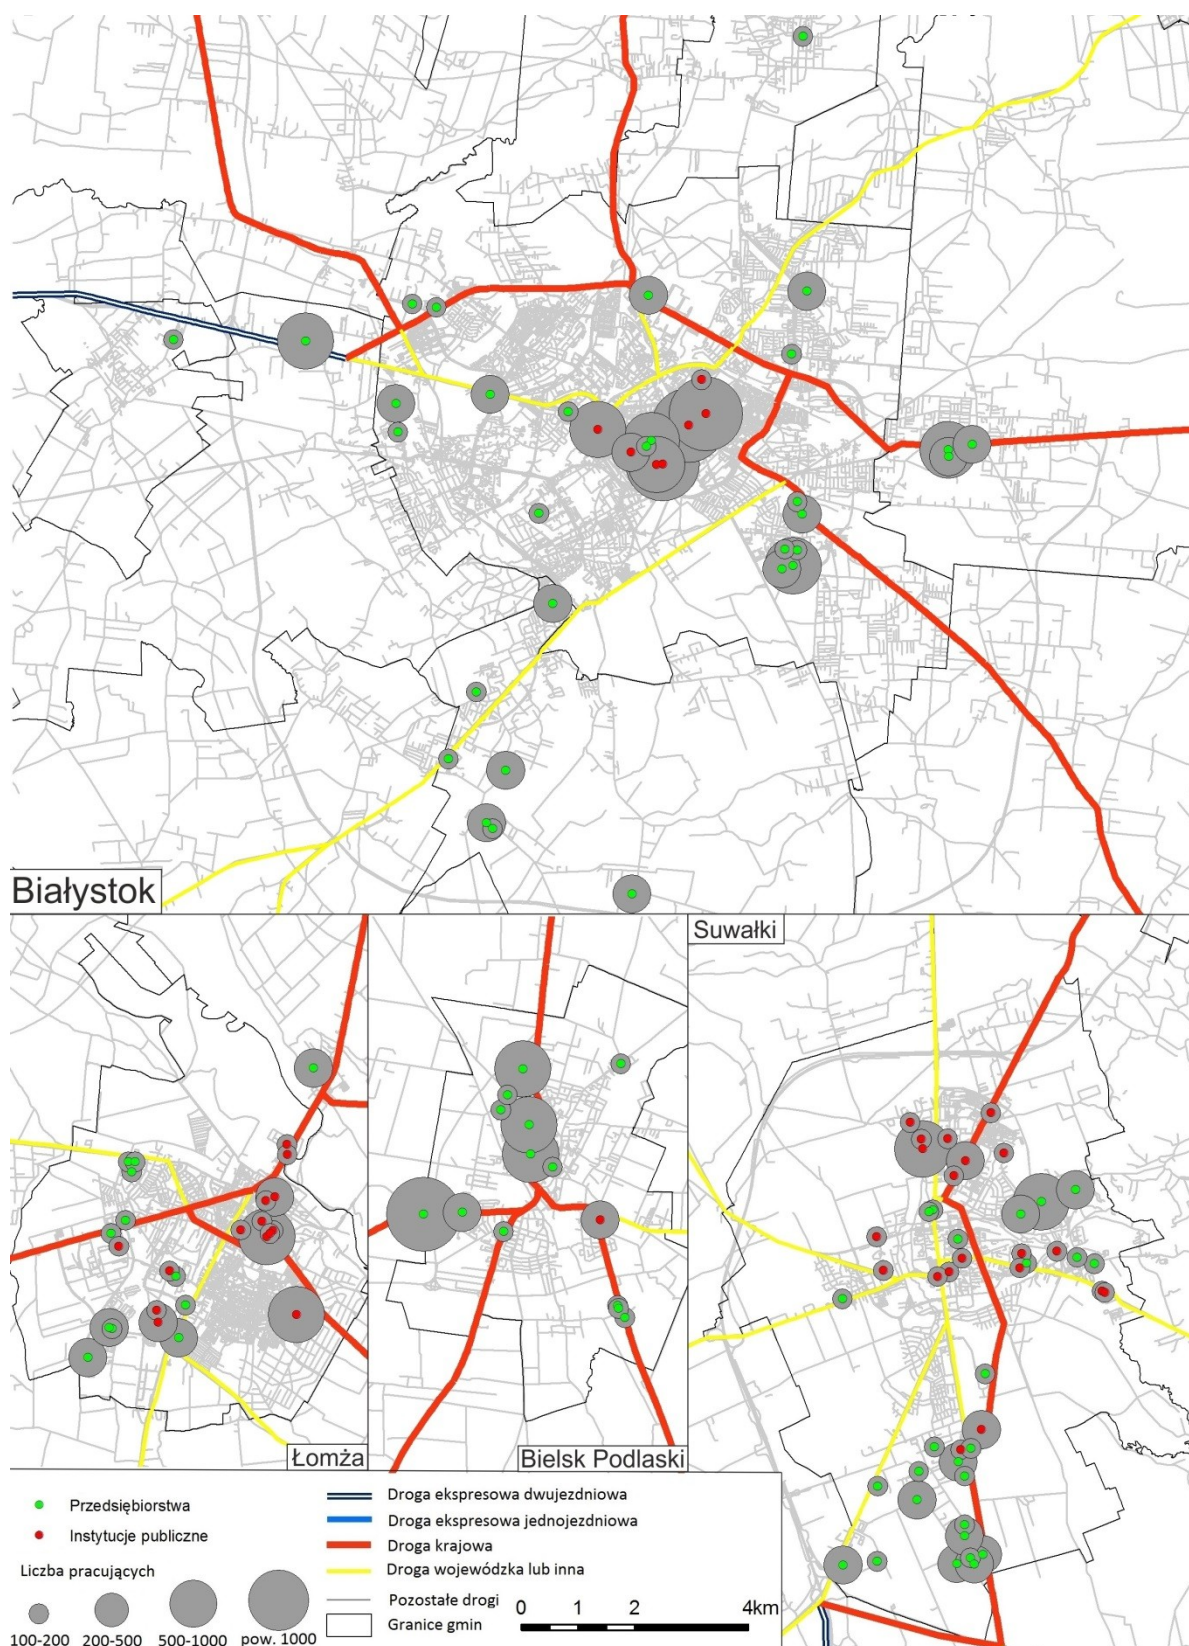 Białystok
Suwałki
Łomża
Bielsk Podlaski
Przedsiębiorstwa
Instytucje publiczne
Liczba pracujących
100-200
200-500
500-1000
pow. 1000
Droga ekspresowa dwujezdniowa
Droga ekspresowa jednojezdniowa
Droga krajowa
Droga wojewódzka lub inna
Pozostałe drogi
Granice gmin
0 1 2 4km